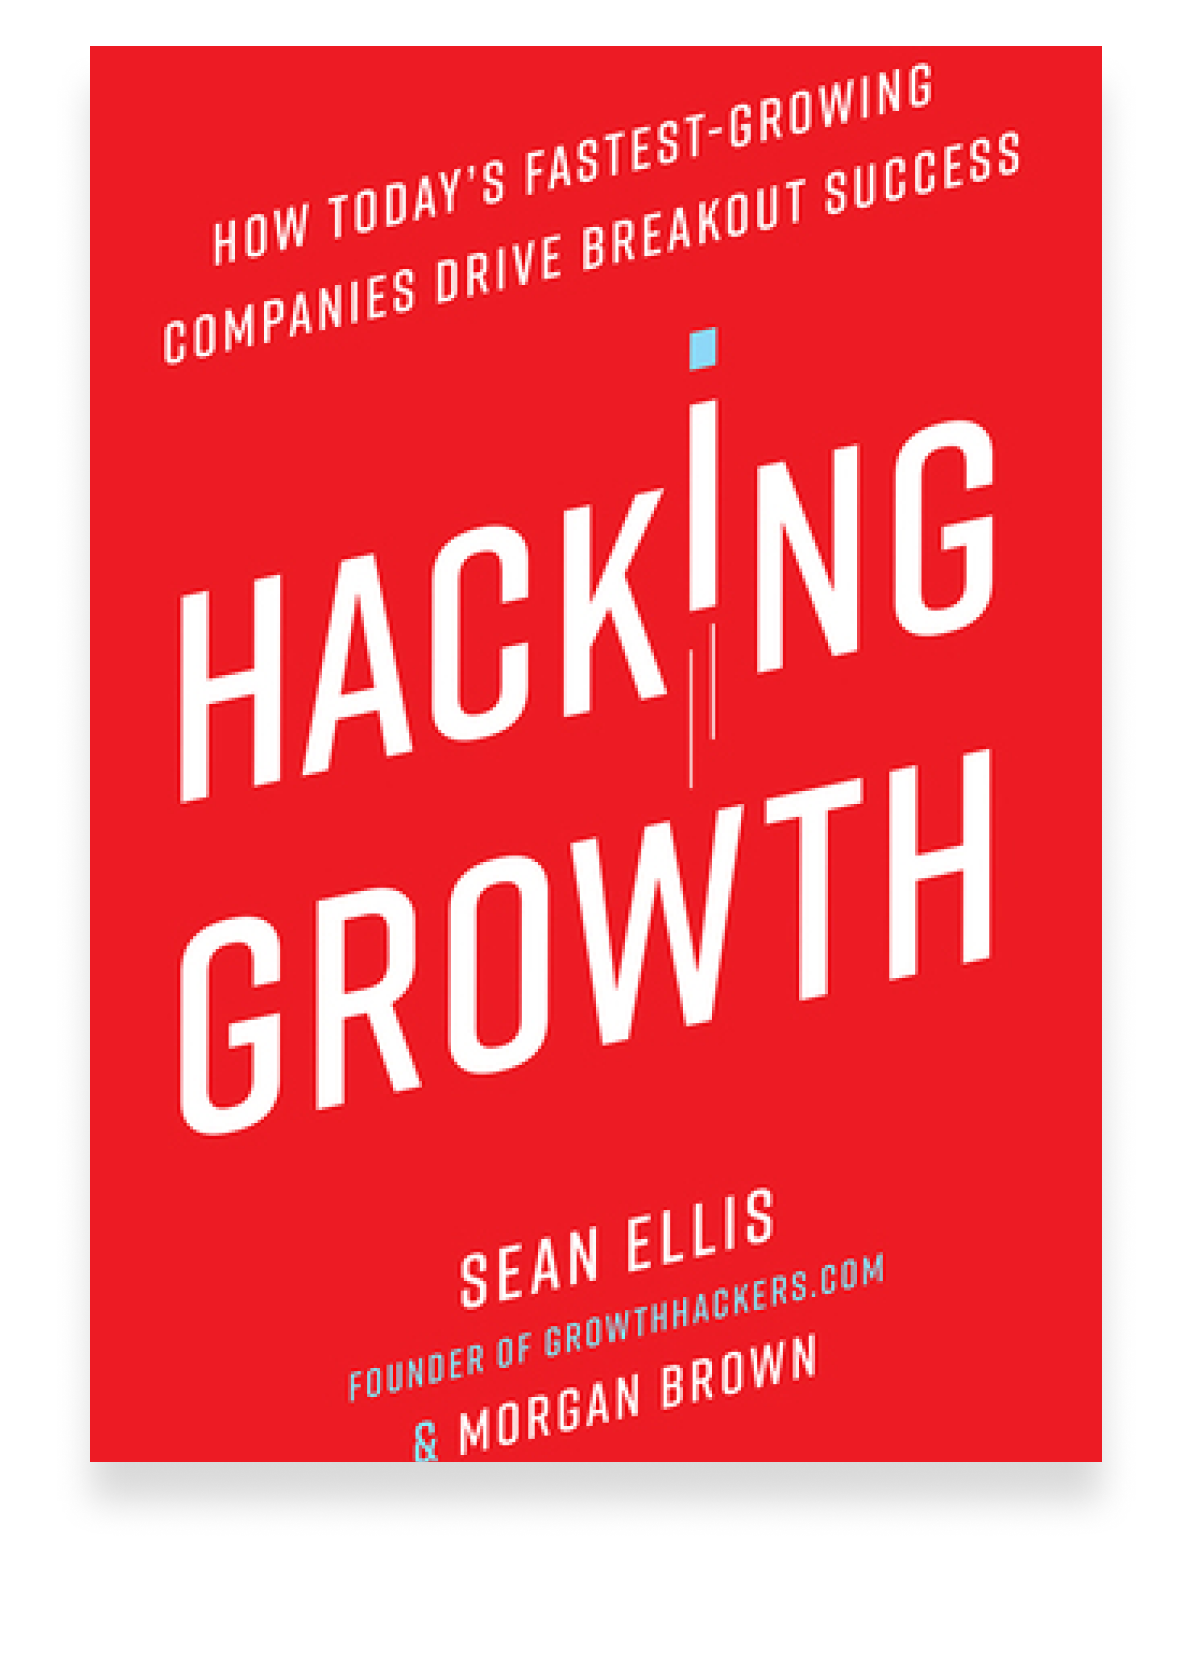 HOW TODAY'S FASTEST-GROWING
COMPANIES DRIVE BREAKOUT SUCCESS
HACKiNG
GROWTH
SEAN ELLIS
FOUNDER OF GROWTHHACKERS.COM
& MORGAN BROWN